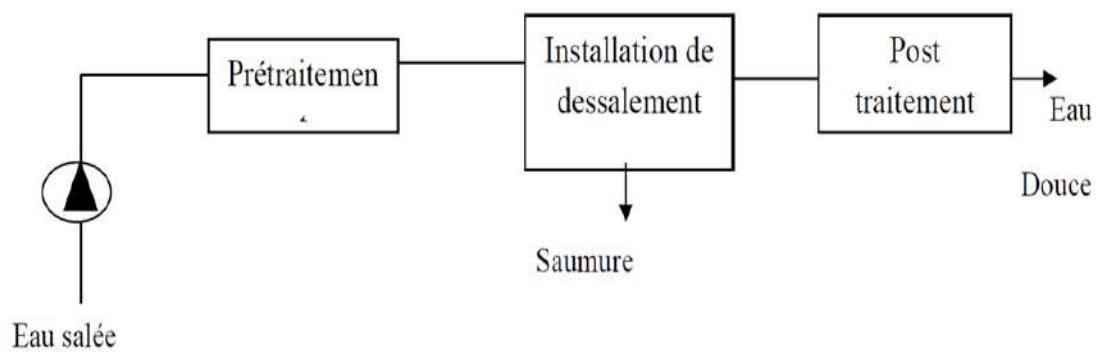 Prétraitemen
Installation de
dessalement
Post
traitement
Eau
Douce
Saumure
Eau salée